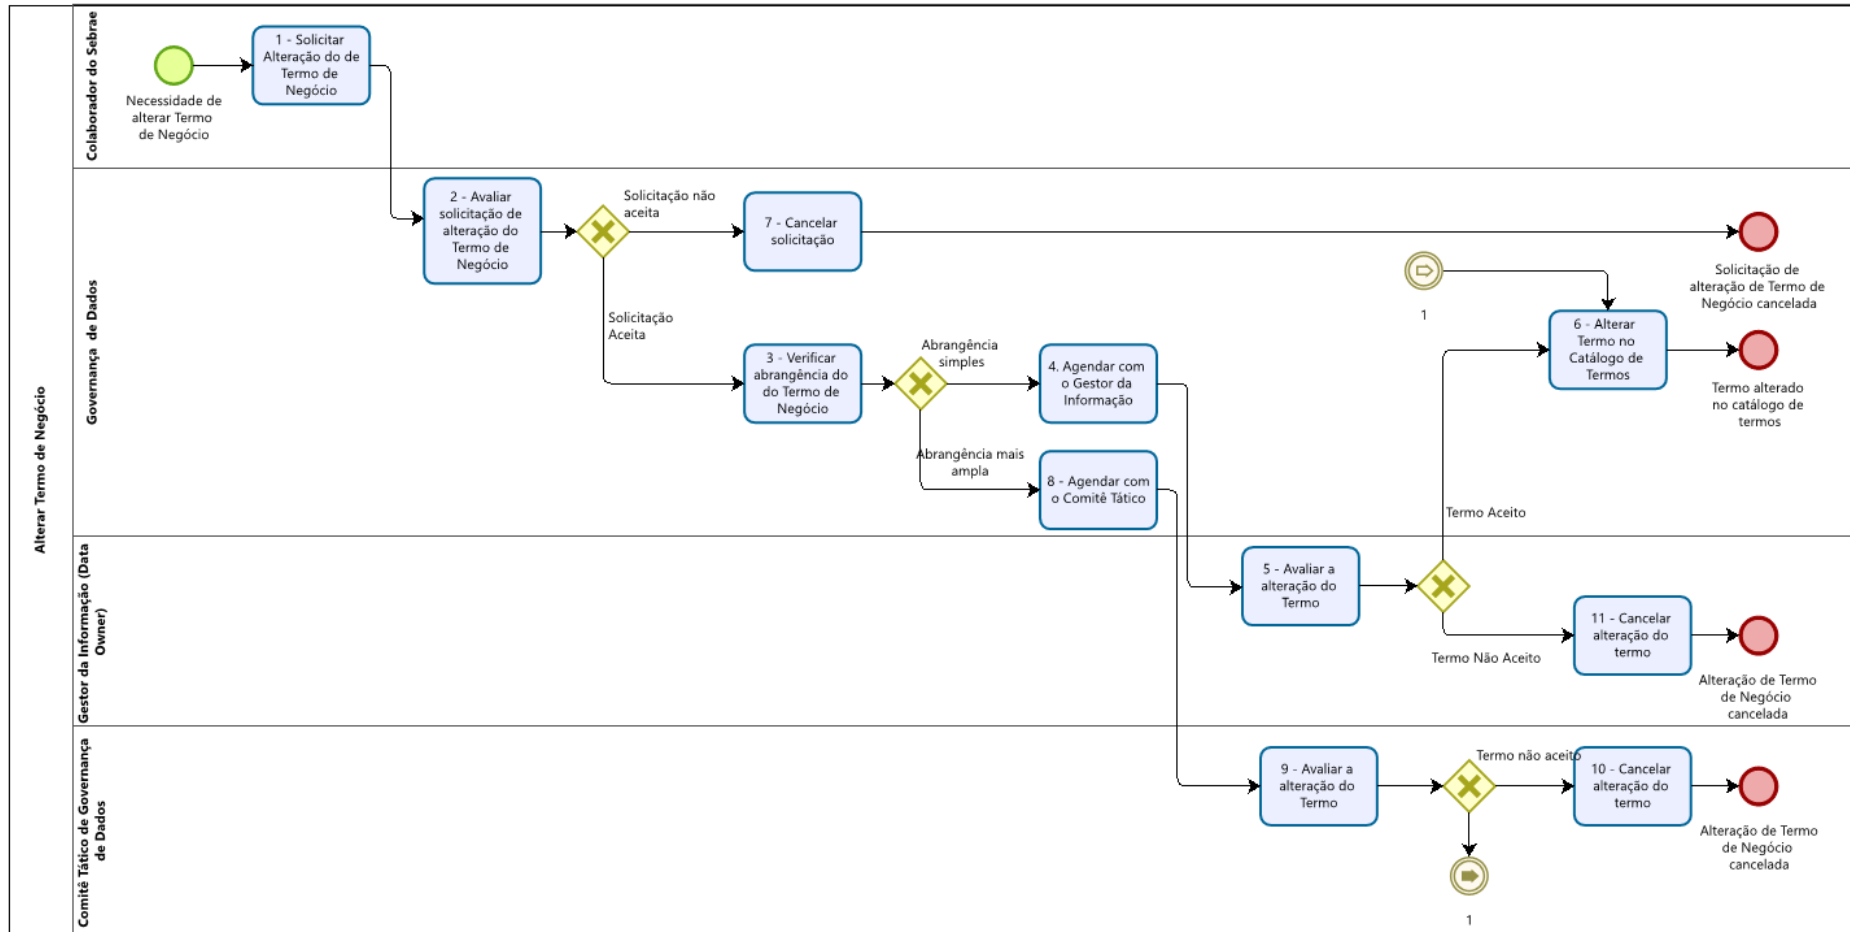 Alterar Termo de Negócio
Colaborador do Sebrae
Necessidade de
alterar Termo
de Negócio
1 - Solicitar
Alteração do de
Termo de
Negócio
Governança de Dados
2 - Avaliar
solicitação de
alteração do
Termo de
Negócio
Solicitação não
aceita
7 - Cancelar
solicitação
Solicitação de
alteração de Termo de
Negócio cancelada
Solicitação
Aceita
3 - Verificar
abrangência do
do Termo de
Negócio
Abrangência
simples
4. Agendar com
o Gestor da
Informação
Abrangência mais
ampla
8 - Agendar com
o Comitê Tático
1
6 - Alterar
Termo no
Catálogo de
Termos
Termo alterado
no catálogo de
termos
Termo Aceito
Gestor da Informação (Data
Owner)
5 - Avaliar a
alteração do
Termo
Termo Não Aceito
11 - Cancelar
alteração do
termo
Alteração de Termo
de Negócio
cancelada
Comitê Tático de Governança
de Dados
9 - Avaliar a
alteração do
Termo
Termo não aceito
10 - Cancelar
alteração do
termo
Alteração de Termo
de Negócio
cancelada
1